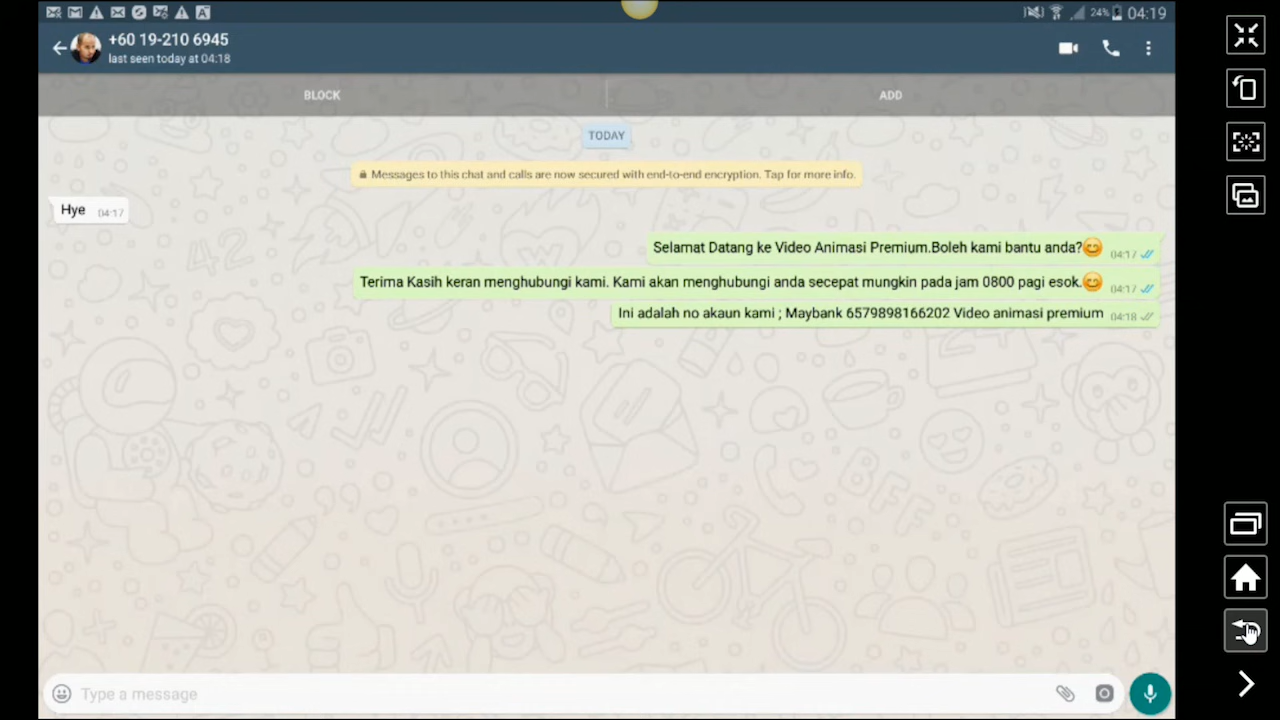 24% 04:19
+60 19-210 6945
last seen today at 04:18
BLOCK ADD
TODAY
Messages to this chat and calls are now secured with end-to-end encryption. Tap for more info.
Hye 04:17
Selamat Datang ke Video Animasi Premium.Boleh kami bantu anda?😊 04:17
Terima Kasih keran menghubungi kami. Kami akan menghubungi anda secepat mungkin pada jam 0800 pagi esok.😊 04:17
Ini adalah no akaun kami ; Maybank 6579898166202 Video animasi premium 04:18
Type a message